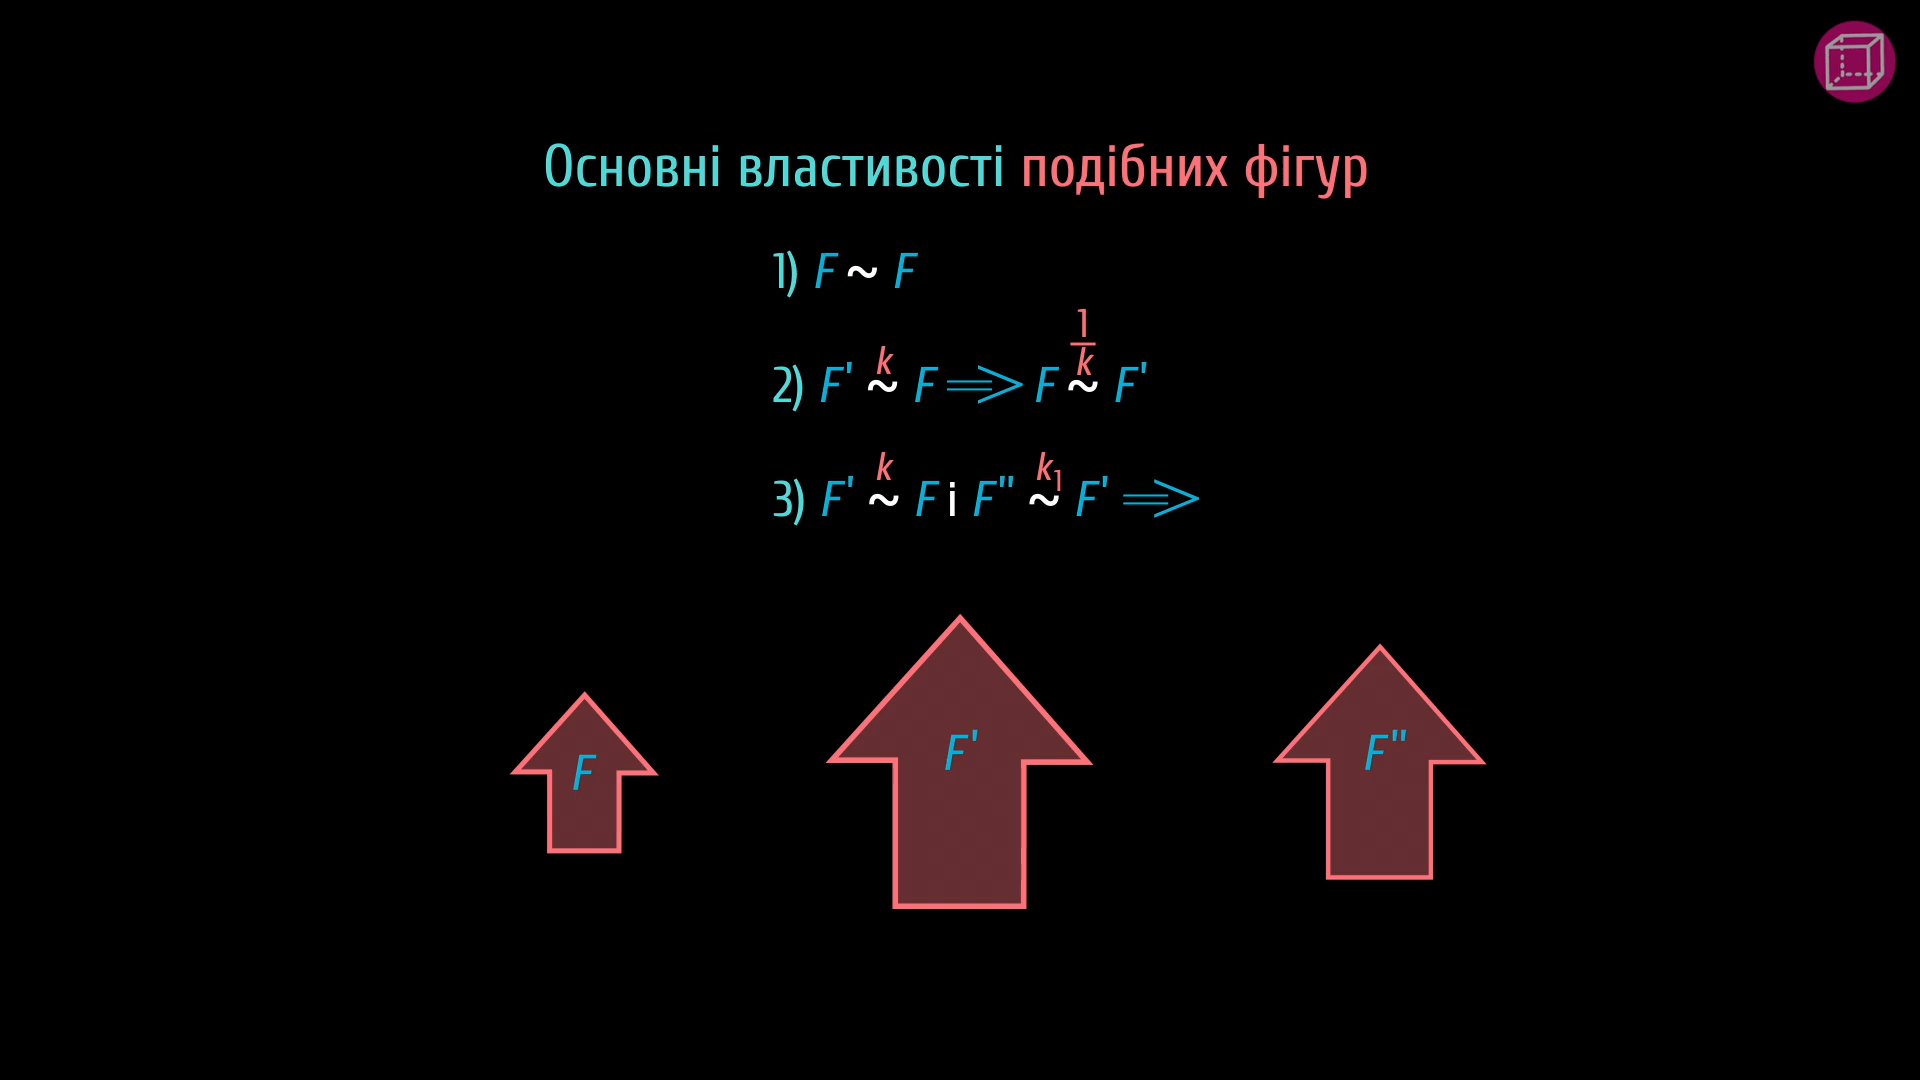 Основні властивості подібних фігур
1) F ~ F
1
2) F' k ~ F ⟹ F k ~ F'
3) F' k ~ F і F" k₁ ~ F' ⟹
F
F'
F"